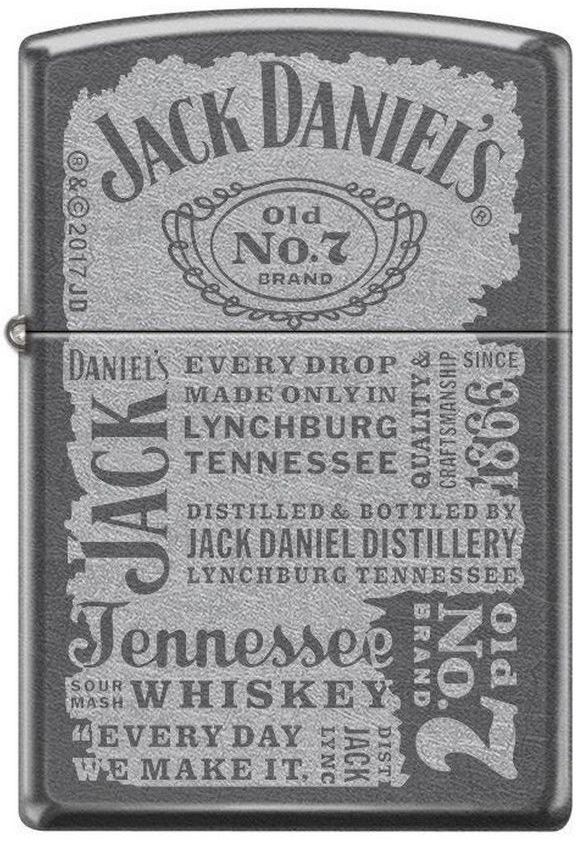 JACK DANIEL'S
®
®&©2017 JD
Old
No.7
BRAND
DANIEL'S
JACK
EVERY DROP
MADE ONLY IN
LYNCHBURG
TENNESSEE
QUALITY &
CRAFTSMANSHIP
SINCE
1866
DISTILLED & BOTTLED BY
JACK DANIEL DISTILLERY
LYNCHBURG TENNESSEE
Tennessee
SOUR
MASH
WHISKEY
Old
No. 7
BRAND
“EVERY DAY
WE MAKE IT,
LYNC
JACK
DISTI